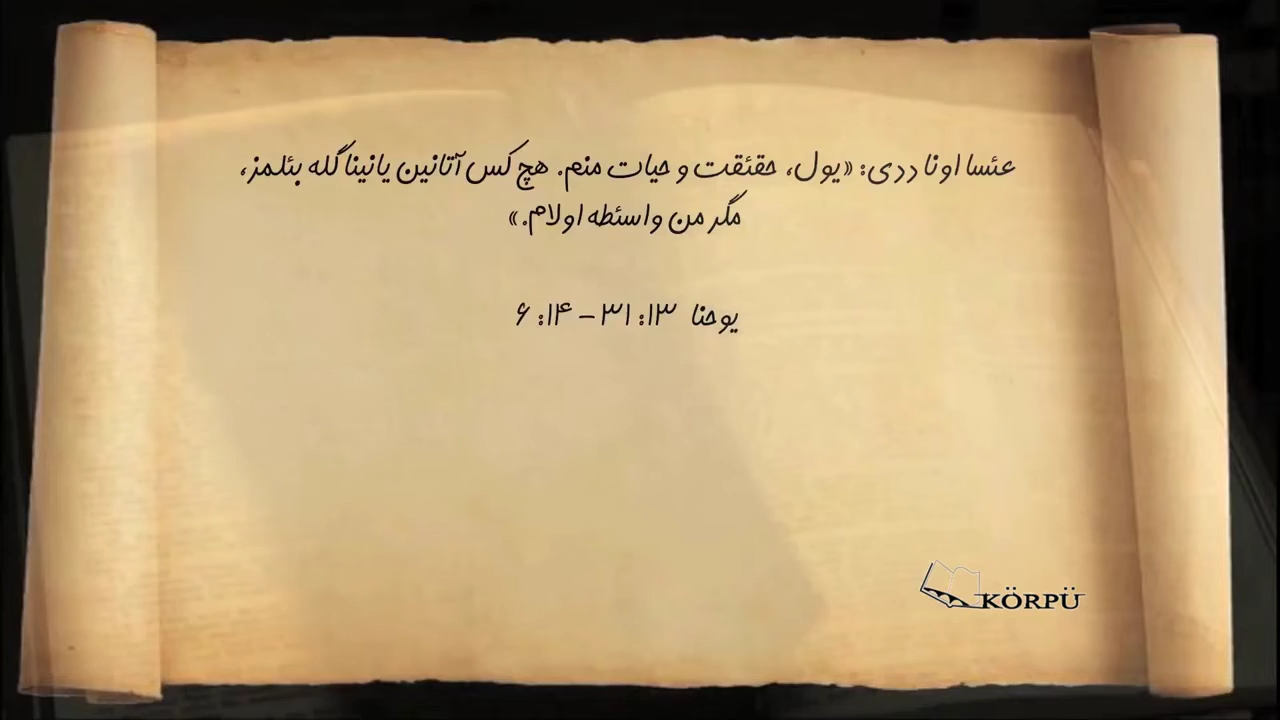 عئسا اونا ددی: «یول، حقئقت و حیات منم. هچ کس آتانین یانینا گله بئلمز،
مگر من واسئطه اولام.»
یوحنا ۳۱:۱۳ – ۶:۱۴
KÖRPÜ